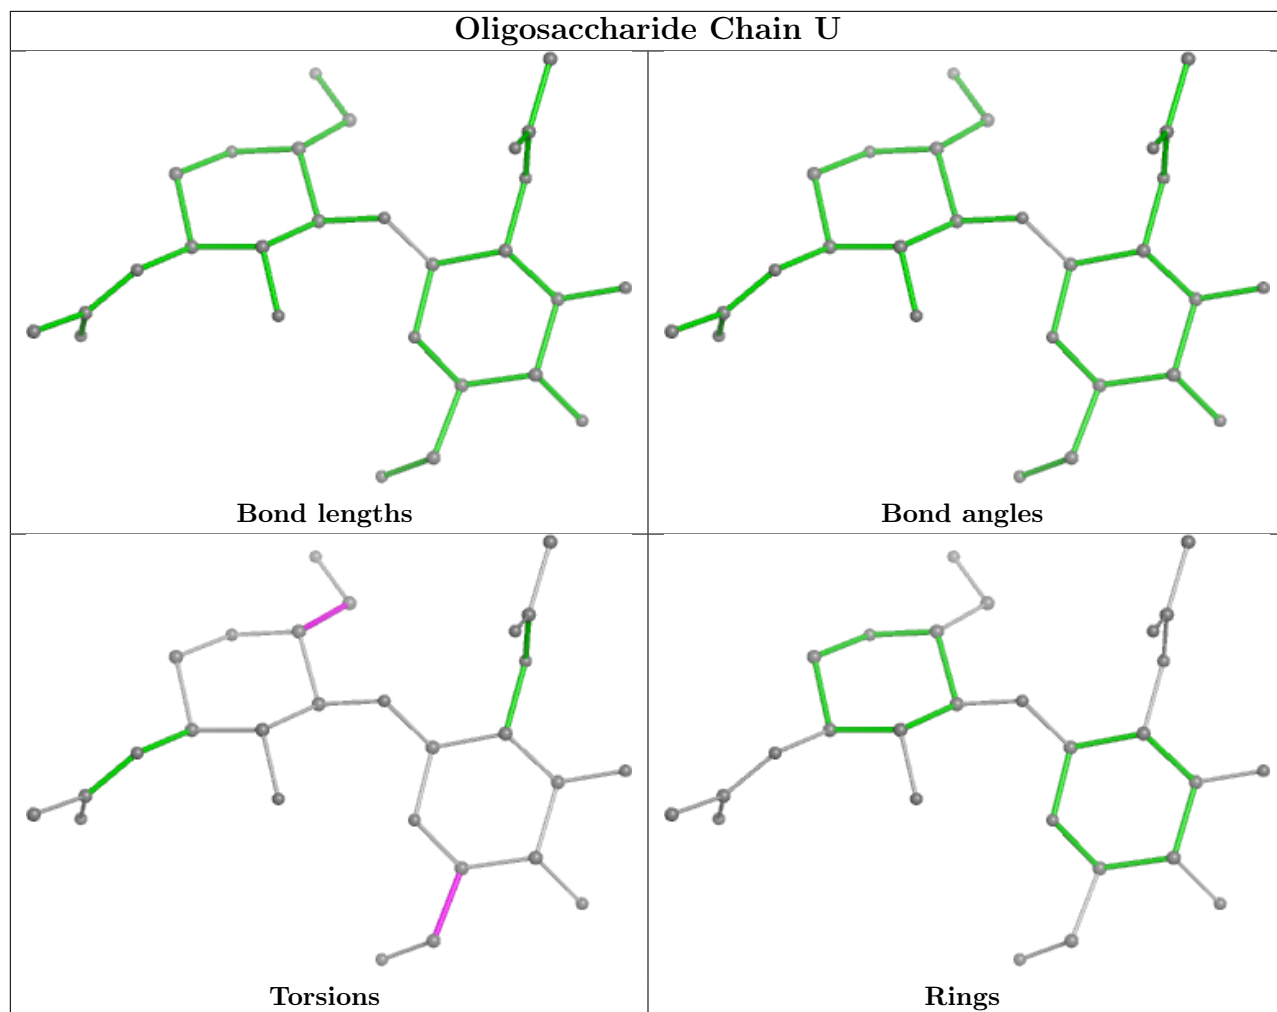 Oligosaccharide Chain U
Bond lengths
Bond angles
Torsions
Rings